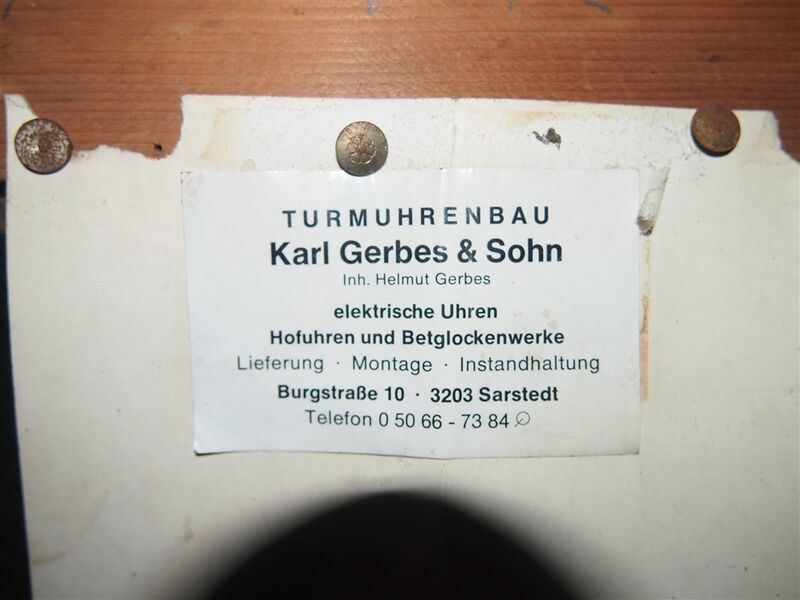 TURMUHRENBAU
Karl Gerbes & Sohn
Inh. Helmut Gerbes
elektrische Uhren
Hofuhren und Betglockenwerke
Lieferung · Montage · Instandhaltung
Burgstraße 10 · 3203 Sarstedt
Telefon 0 50 66 - 73 84